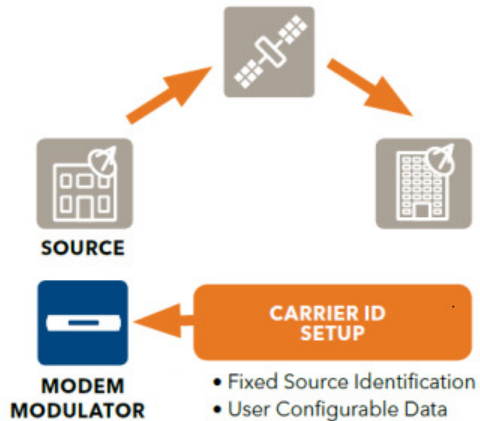 SOURCE
CARRIER ID
SETUP
MODEM
MODULATOR
• Fixed Source Identification
• User Configurable Data